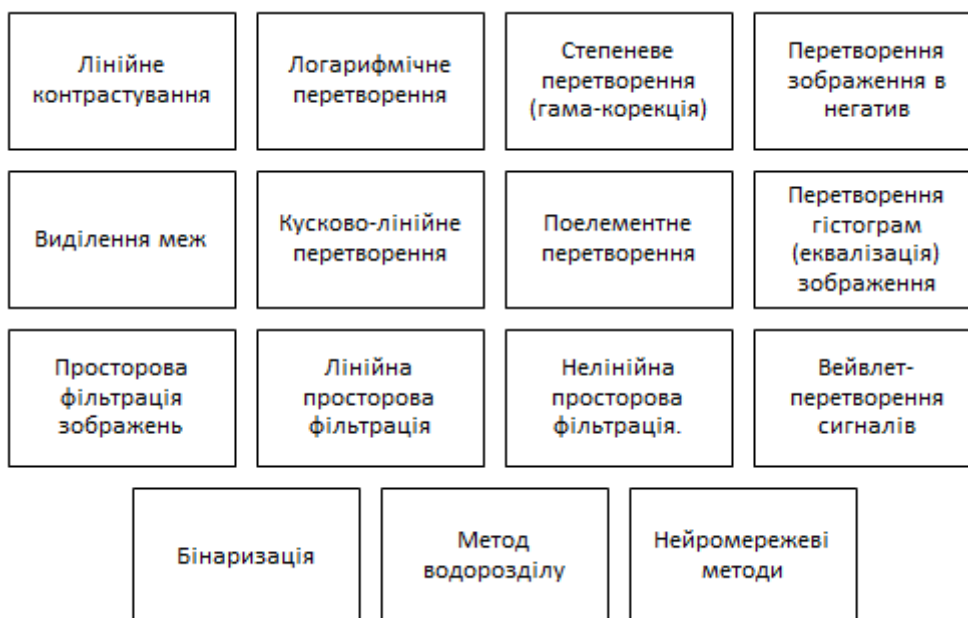 Лінійне
контрастування
Логарифмічне
перетворення
Степеневе
перетворення
(гама-корекція)
Перетворення
зображення в
негатив
Виділення меж
Кусково-лінійне
перетворення
Поелементне
перетворення
Перетворення
гістограм
(еквалізація)
зображення
Просторова
фільтрація
зображень
Лінійна
просторова
фільтрація
Нелінійна
просторова
фільтрація.
Вейвлет-
перетворення
сигналів
Бінаризація
Метод
водорозділу
Нейромережеві
методи